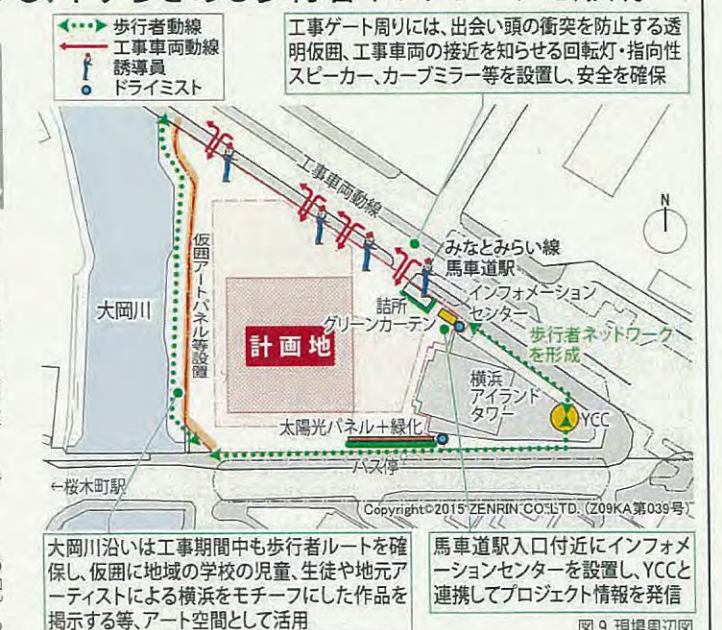 歩行者動線
工事車両動線
誘導員
ドライミスト
工事ゲート周りには、出会い頭の衝突を防止する透
明仮囲、工事車両の接近を知らせる回転灯・指向性
スピーカー、カーブミラー等を設置し、安全を確保
工事車両動線
N
みなとみらい線
馬車道駅
インフォメーション
センター
詰所
グリーンカーテン
歩行者ネットワーク
を形成
仮囲アートパネル等設置
大岡川
計画地
横浜
アイランド
タワー
YCC
太陽光パネル＋緑化
バス停
←桜木町駅
Copyright©2015 ZENRIN CO.,LTD.（Z09KA第039号）
大岡川沿いは工事期間中も歩行者ルートを確
保し、仮囲に地域の学校の児童、生徒や地元ア
ーティストによる横浜をモチーフにした作品を
掲示する等、アート空間として活用
馬車道駅入口付近にインフォメ
ーションセンターを設置し、YCCと
連携してプロジェクト情報を発信
図9 現場周辺図